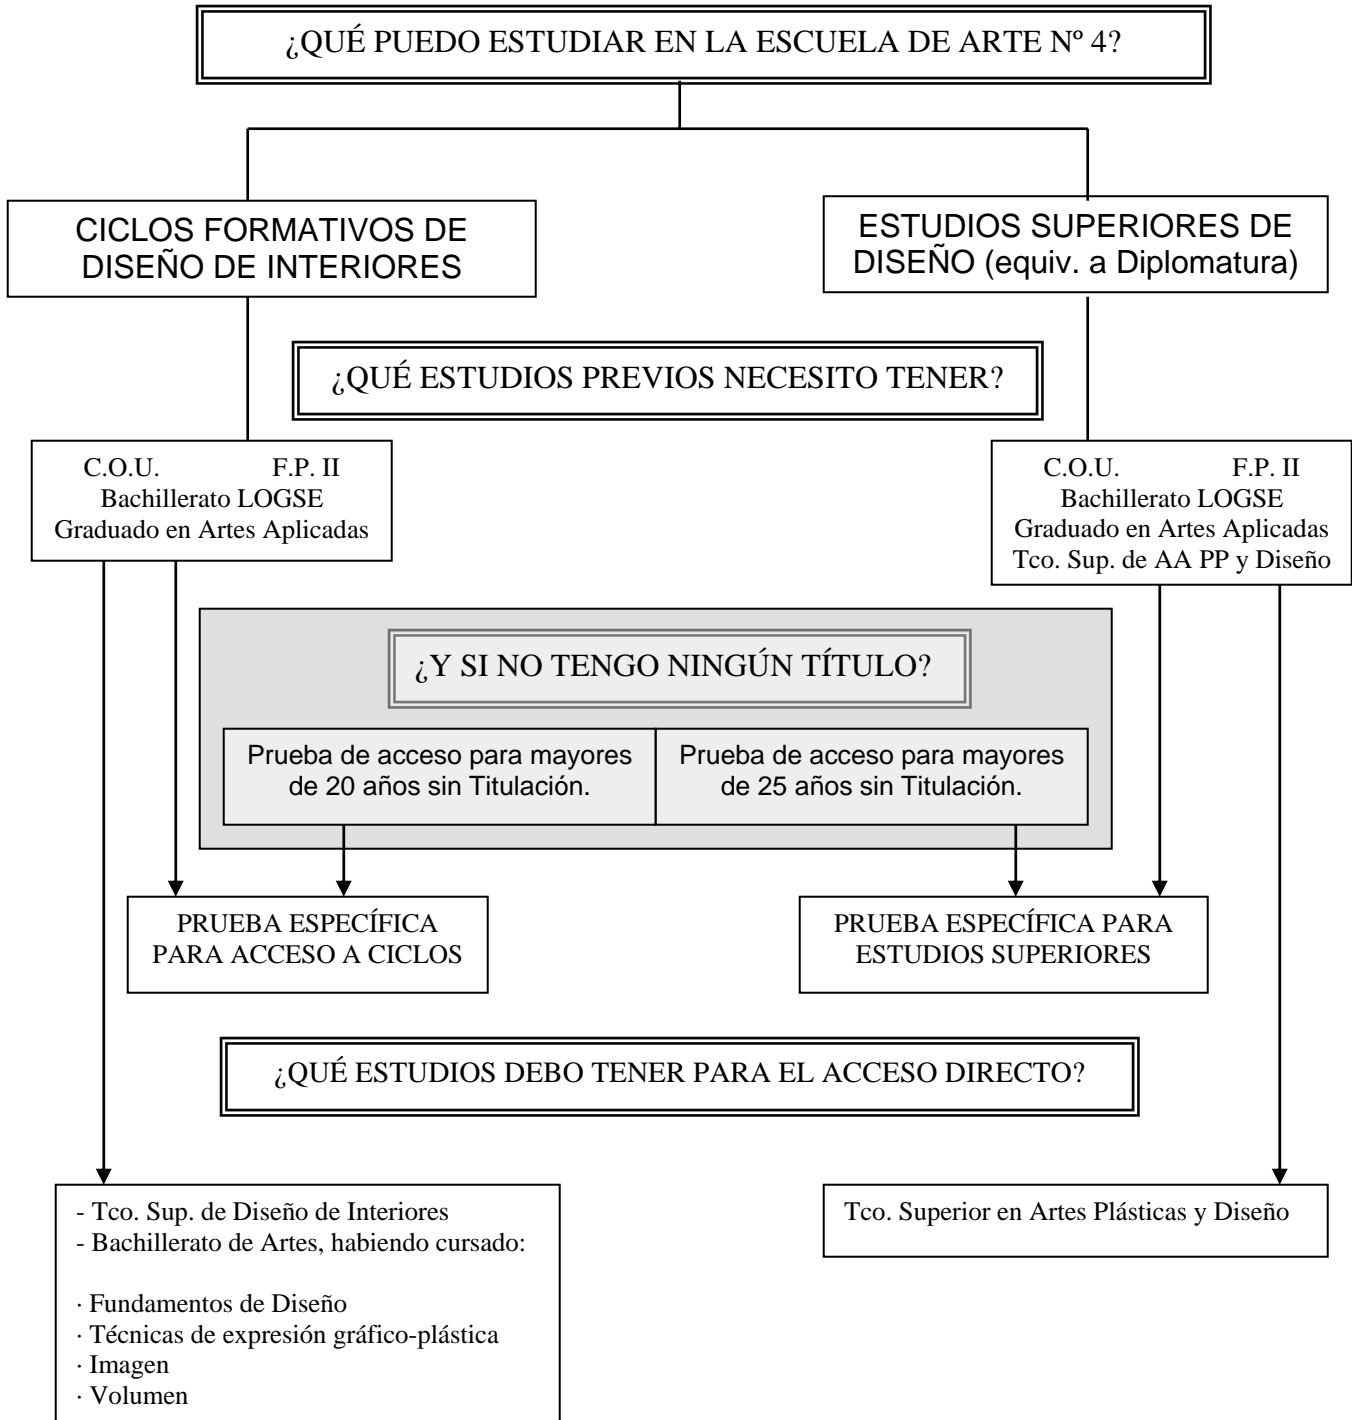 ¿QUÉ PUEDO ESTUDIAR EN LA ESCUELA DE ARTE Nº 4?
CICLOS FORMATIVOS DE
DISEÑO DE INTERIORES
ESTUDIOS SUPERIORES DE
DISEÑO (equiv. a Diplomatura)
¿QUÉ ESTUDIOS PREVIOS NECESITO TENER?
C.O.U. F.P. II
Bachillerato LOGSE
Graduado en Artes Aplicadas
C.O.U. F.P. II
Bachillerato LOGSE
Graduado en Artes Aplicadas
Tco. Sup. de AA PP y Diseño
¿Y SI NO TENGO NINGÚN TÍTULO?
Prueba de acceso para mayores
de 20 años sin Titulación.
Prueba de acceso para mayores
de 25 años sin Titulación.
PRUEBA ESPECÍFICA
PARA ACCESO A CICLOS
PRUEBA ESPECÍFICA PARA
ESTUDIOS SUPERIORES
¿QUÉ ESTUDIOS DEBO TENER PARA EL ACCESO DIRECTO?
- Tco. Sup. de Diseño de Interiores
- Bachillerato de Artes, habiendo cursado:
· Fundamentos de Diseño
· Técnicas de expresión gráfico-plástica
· Imagen
· Volumen
Tco. Superior en Artes Plásticas y Diseño